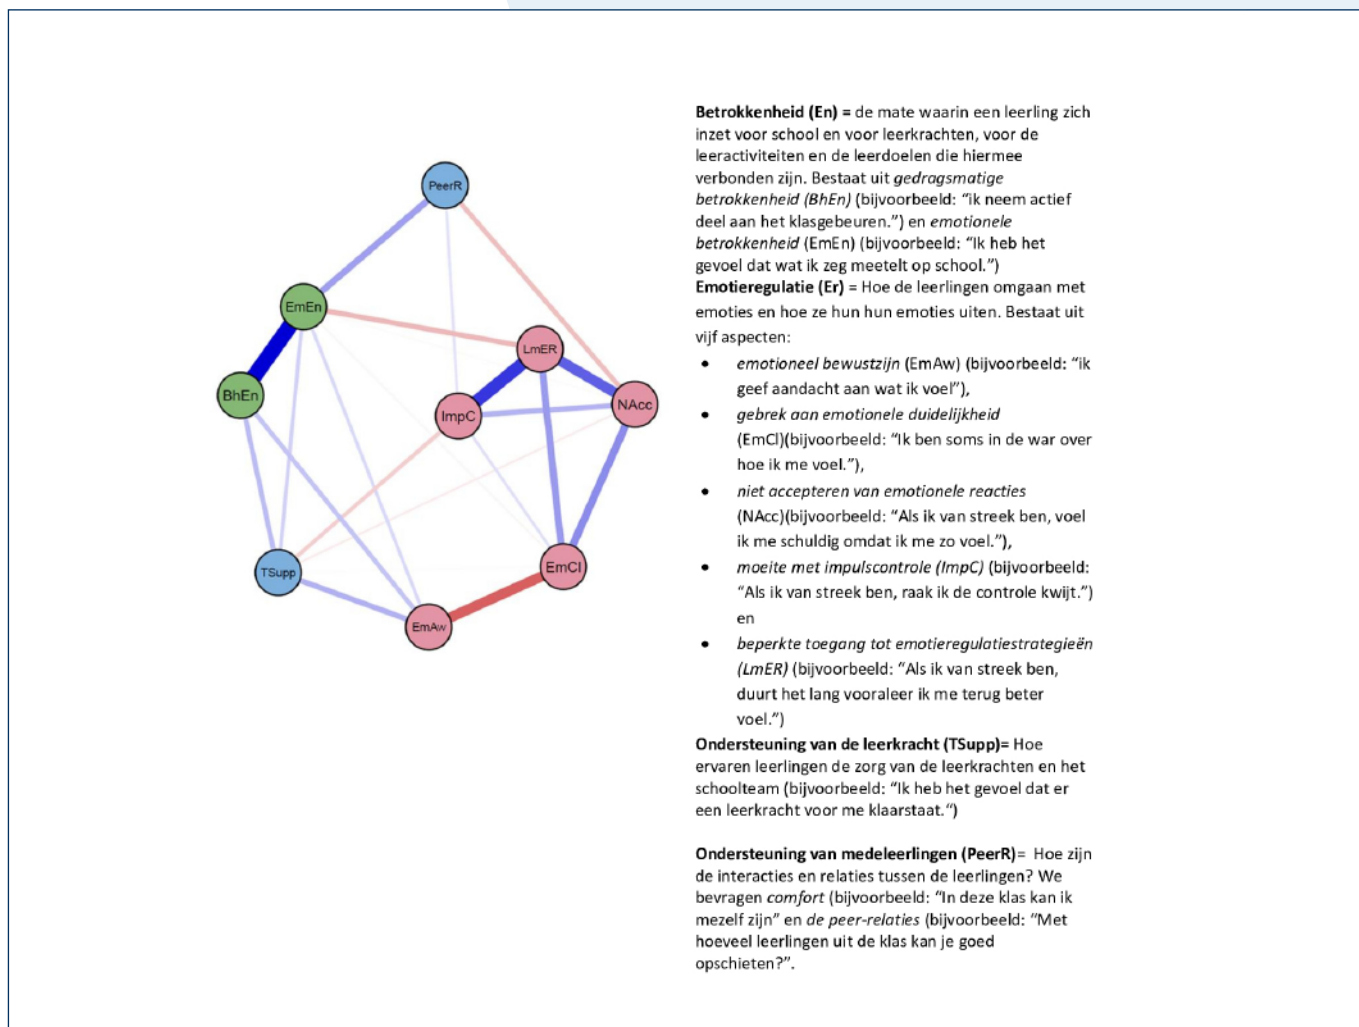 PeerR
EmEn
LmER
BhEn
ImpC
NAcc
TSupp
EmCl
EmAw
Betrokkenheid (En) = de mate waarin een leerling zich
inzet voor school en voor leerkrachten, voor de
leeractiviteiten en de leerdoelen die hiermee
verbonden zijn. Bestaat uit gedragsmatige
betrokkenheid (BhEn) (bijvoorbeeld: “ik neem actief
deel aan het klasgebeuren.”) en emotionele
betrokkenheid (EmEn) (bijvoorbeeld: “Ik heb het
gevoel dat wat ik zeg meetelt op school.”)
Emotieregulatie (Er) = Hoe de leerlingen omgaan met
emoties en hoe ze hun hun emoties uiten. Bestaat uit
vijf aspecten:
• emotioneel bewustzijn (EmAw) (bijvoorbeeld: “ik
geef aandacht aan wat ik voel”),
• gebrek aan emotionele duidelijkheid
(EmCl)(bijvoorbeeld: “Ik ben soms in de war over
hoe ik me voel.”),
• niet accepteren van emotionele reacties
(NAcc)(bijvoorbeeld: “Als ik van streek ben, voel
ik me schuldig omdat ik me zo voel.”),
• moeite met impulscontrole (ImpC) (bijvoorbeeld:
“Als ik van streek ben, raak ik de controle kwijt.”)
en
• beperkte toegang tot emotieregulatiestrategieën
(LmER) (bijvoorbeeld: “Als ik van streek ben,
duurt het lang vooraleer ik me terug beter
voel.”)
Ondersteuning van de leerkracht (TSupp)= Hoe
ervaren leerlingen de zorg van de leerkrachten en het
schoolteam (bijvoorbeeld: “Ik heb het gevoel dat er
een leerkracht voor me klaarstaat.“)
Ondersteuning van medeleerlingen (PeerR)= Hoe zijn
de interacties en relaties tussen de leerlingen? We
bevragen comfort (bijvoorbeeld: “In deze klas kan ik
mezelf zijn” en de peer-relaties (bijvoorbeeld: “Met
hoeveel leerlingen uit de klas kan je goed
opschieten?”.